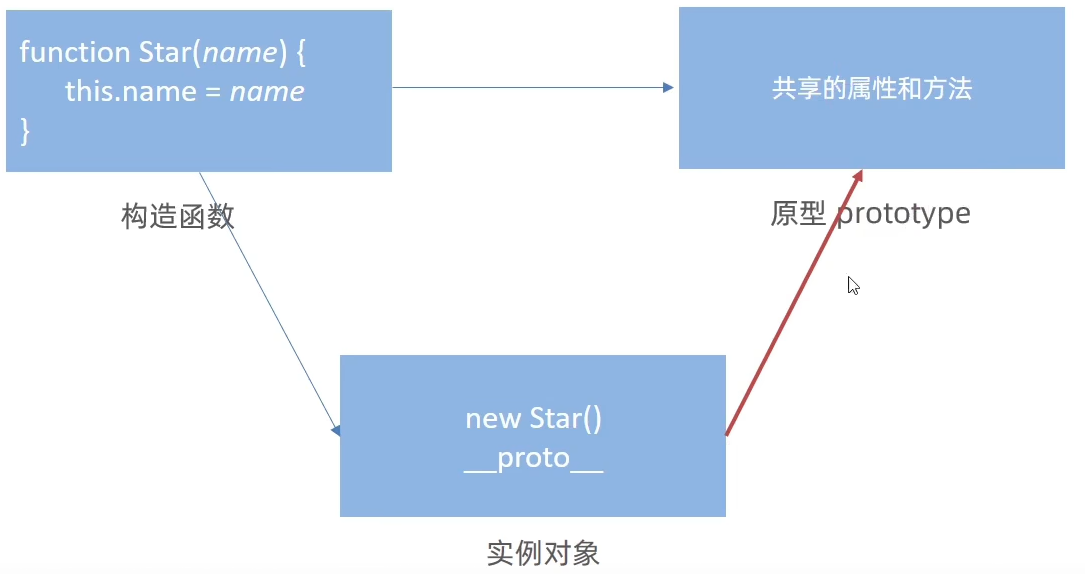 function Star(name) {
this.name = name
}
共享的属性和方法
构造函数
原型 prototype
new Star()
__proto__
实例对象